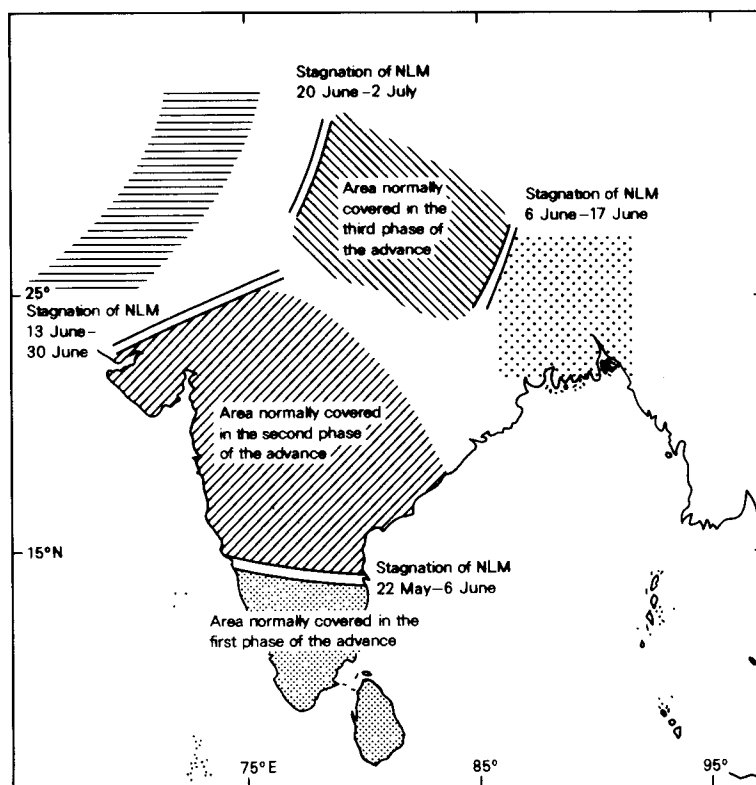 Stagnation of NLM
20 June–2 July
Area normally
covered in the
third phase of
the advance
Stagnation of NLM
6 June–17 June
25°
Stagnation of NLM
13 June–
30 June
Area normally covered
in the second phase
of the advance
15°N
Stagnation of NLM
22 May–6 June
Area normally covered in the
first phase of the advance
75°E
85°
95°